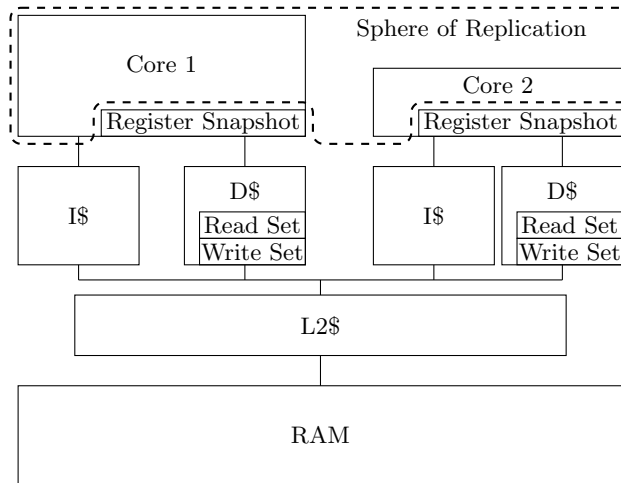 Sphere of Replication
Core 1
Core 2
Register Snapshot
Register Snapshot
I$
D$
Read Set
Write Set
I$
D$
Read Set
Write Set
L2$
RAM